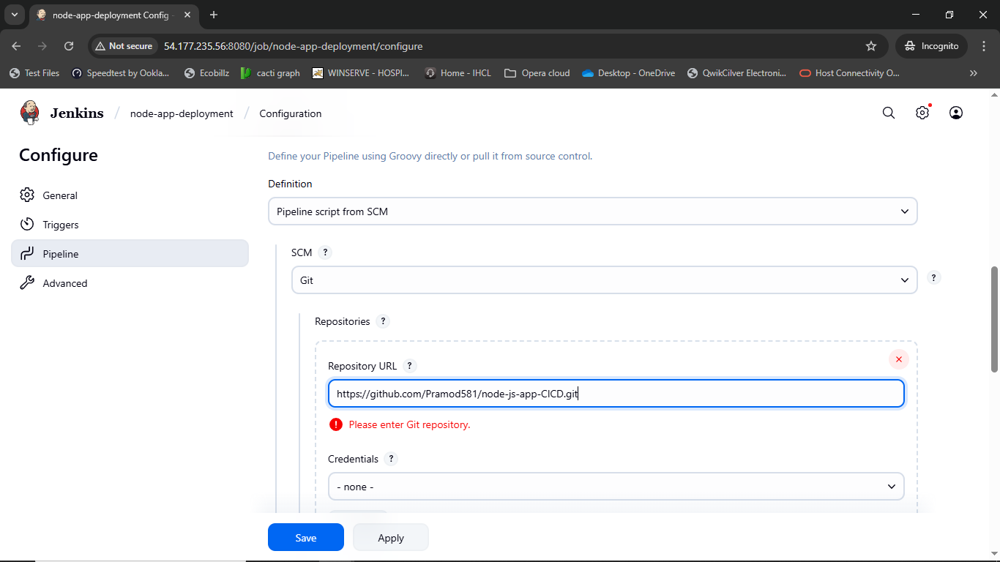 node-app-deployment Config -
Not secure 54.177.235.56:8080/job/node-app-deployment/configure Incognito
Test Files Speedtest by Ookla... Ecobillz cacti graph WINSERVE - HOSPI... Home - IHCL Opera cloud Desktop - OneDrive QwikCilver Electroni... Host Connectivity O... »
Jenkins / node-app-deployment / Configuration
Configure
General
Triggers
Pipeline
Advanced
Define your Pipeline using Groovy directly or pull it from source control.
Definition
Pipeline script from SCM
SCM ?
Git
?
Repositories ?
Repository URL ?
https://github.com/Pramod581/node-js-app-CICD.git
! Please enter Git repository.
Credentials ?
- none -
Save Apply